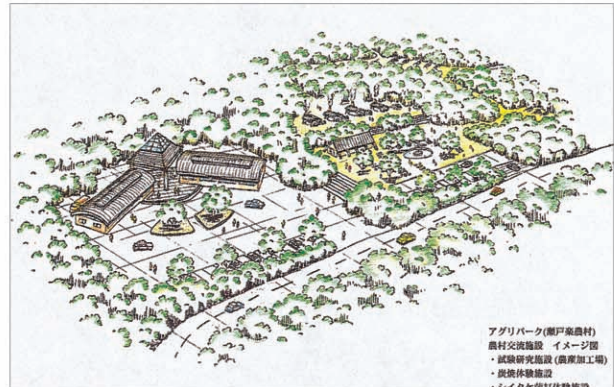 アグリパーク(瀬戸楽農村)
農村交流施設 イメージ図
・試験研究施設(農産加工場)
・炭焼体験施設